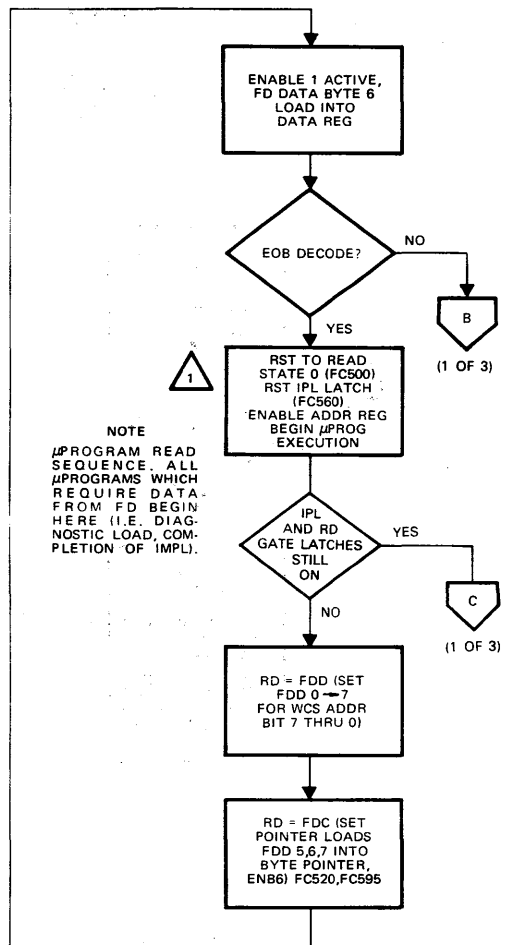 ENABLE 1 ACTIVE,
FD DATA BYTE 6
LOAD INTO
DATA REG
EOB DECODE?
NO
B
(1 OF 3)
YES
1
RST TO READ
STATE 0 (FC500)
RST IPL LATCH
(FC560)
ENABLE ADDR REG
BEGIN μPROG
EXECUTION
NOTE
μPROGRAM READ
SEQUENCE. ALL
μPROGRAMS WHICH
REQUIRE DATA
FROM FD BEGIN
HERE (I.E. DIAG-
NOSTIC LOAD, COM-
PLETION OF IMPL).
IPL
AND RD
GATE LATCHES
STILL
ON
YES
C
(1 OF 3)
NO
RD = FDD (SET
FDD 0→7
FOR WCS ADDR
BIT 7 THRU 0)
RD = FDC (SET
POINTER LOADS
FDD 5,6,7 INTO
BYTE POINTER,
ENB6) FC520,FC595